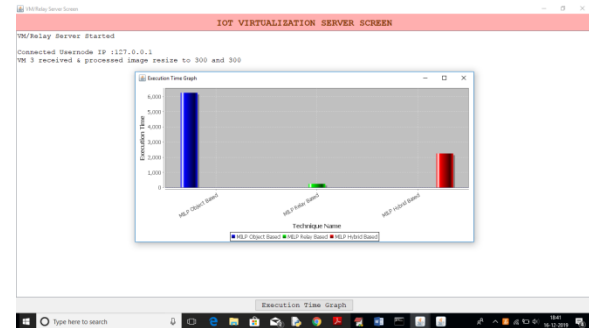 VM/Relay Server Screen
IOT VIRTUALIZATION SERVER SCREEN
VM/Relay Server Started
Connected Usernode IP :127.0.0.1
VM 3 received & processed image resize to 300 and 300
Execution Time Graph
6,000
5,000
4,000
3,000
2,000
1,000
0
Execution Time
MILP Object Based
MILP Relay Based
MILP Hybrid Based
Technique Name
MILP Object Based MILP Relay Based MILP Hybrid Based
Execution Time Graph
Type here to search
18:41
16-12-2019